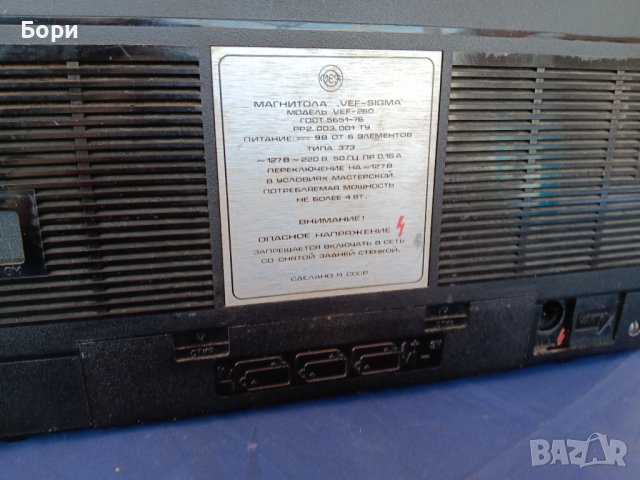 Бори
VEF
МАГНИТОЛА „VEF-SIGMA"
МОДЕЛЬ VEF-260
ГОСТ 5651-76
РР2.003.001 ТУ
ПИТАНИЕ: ⎓ 9В ОТ 6 ЭЛЕМЕНТОВ
ТИПА 373
~127В ~220В 50 ГЦ ПР 0,16А
ПЕРЕКЛЮЧЕНИЕ НА ~127В
В УСЛОВИЯХ МАСТЕРСКОЙ.
ПОТРЕБЛЯЕМАЯ МОЩНОСТЬ
НЕ БОЛЕЕ 4 ВТ.
ВНИМАНИЕ!
ОПАСНОЕ НАПРЯЖЕНИЕ
ЗАПРЕЩАЕТСЯ ВКЛЮЧАТЬ В СЕТЬ
СО СНЯТОЙ ЗАДНЕЙ СТЕНКОЙ.
СДЕЛАНО В СССР
BAZAR